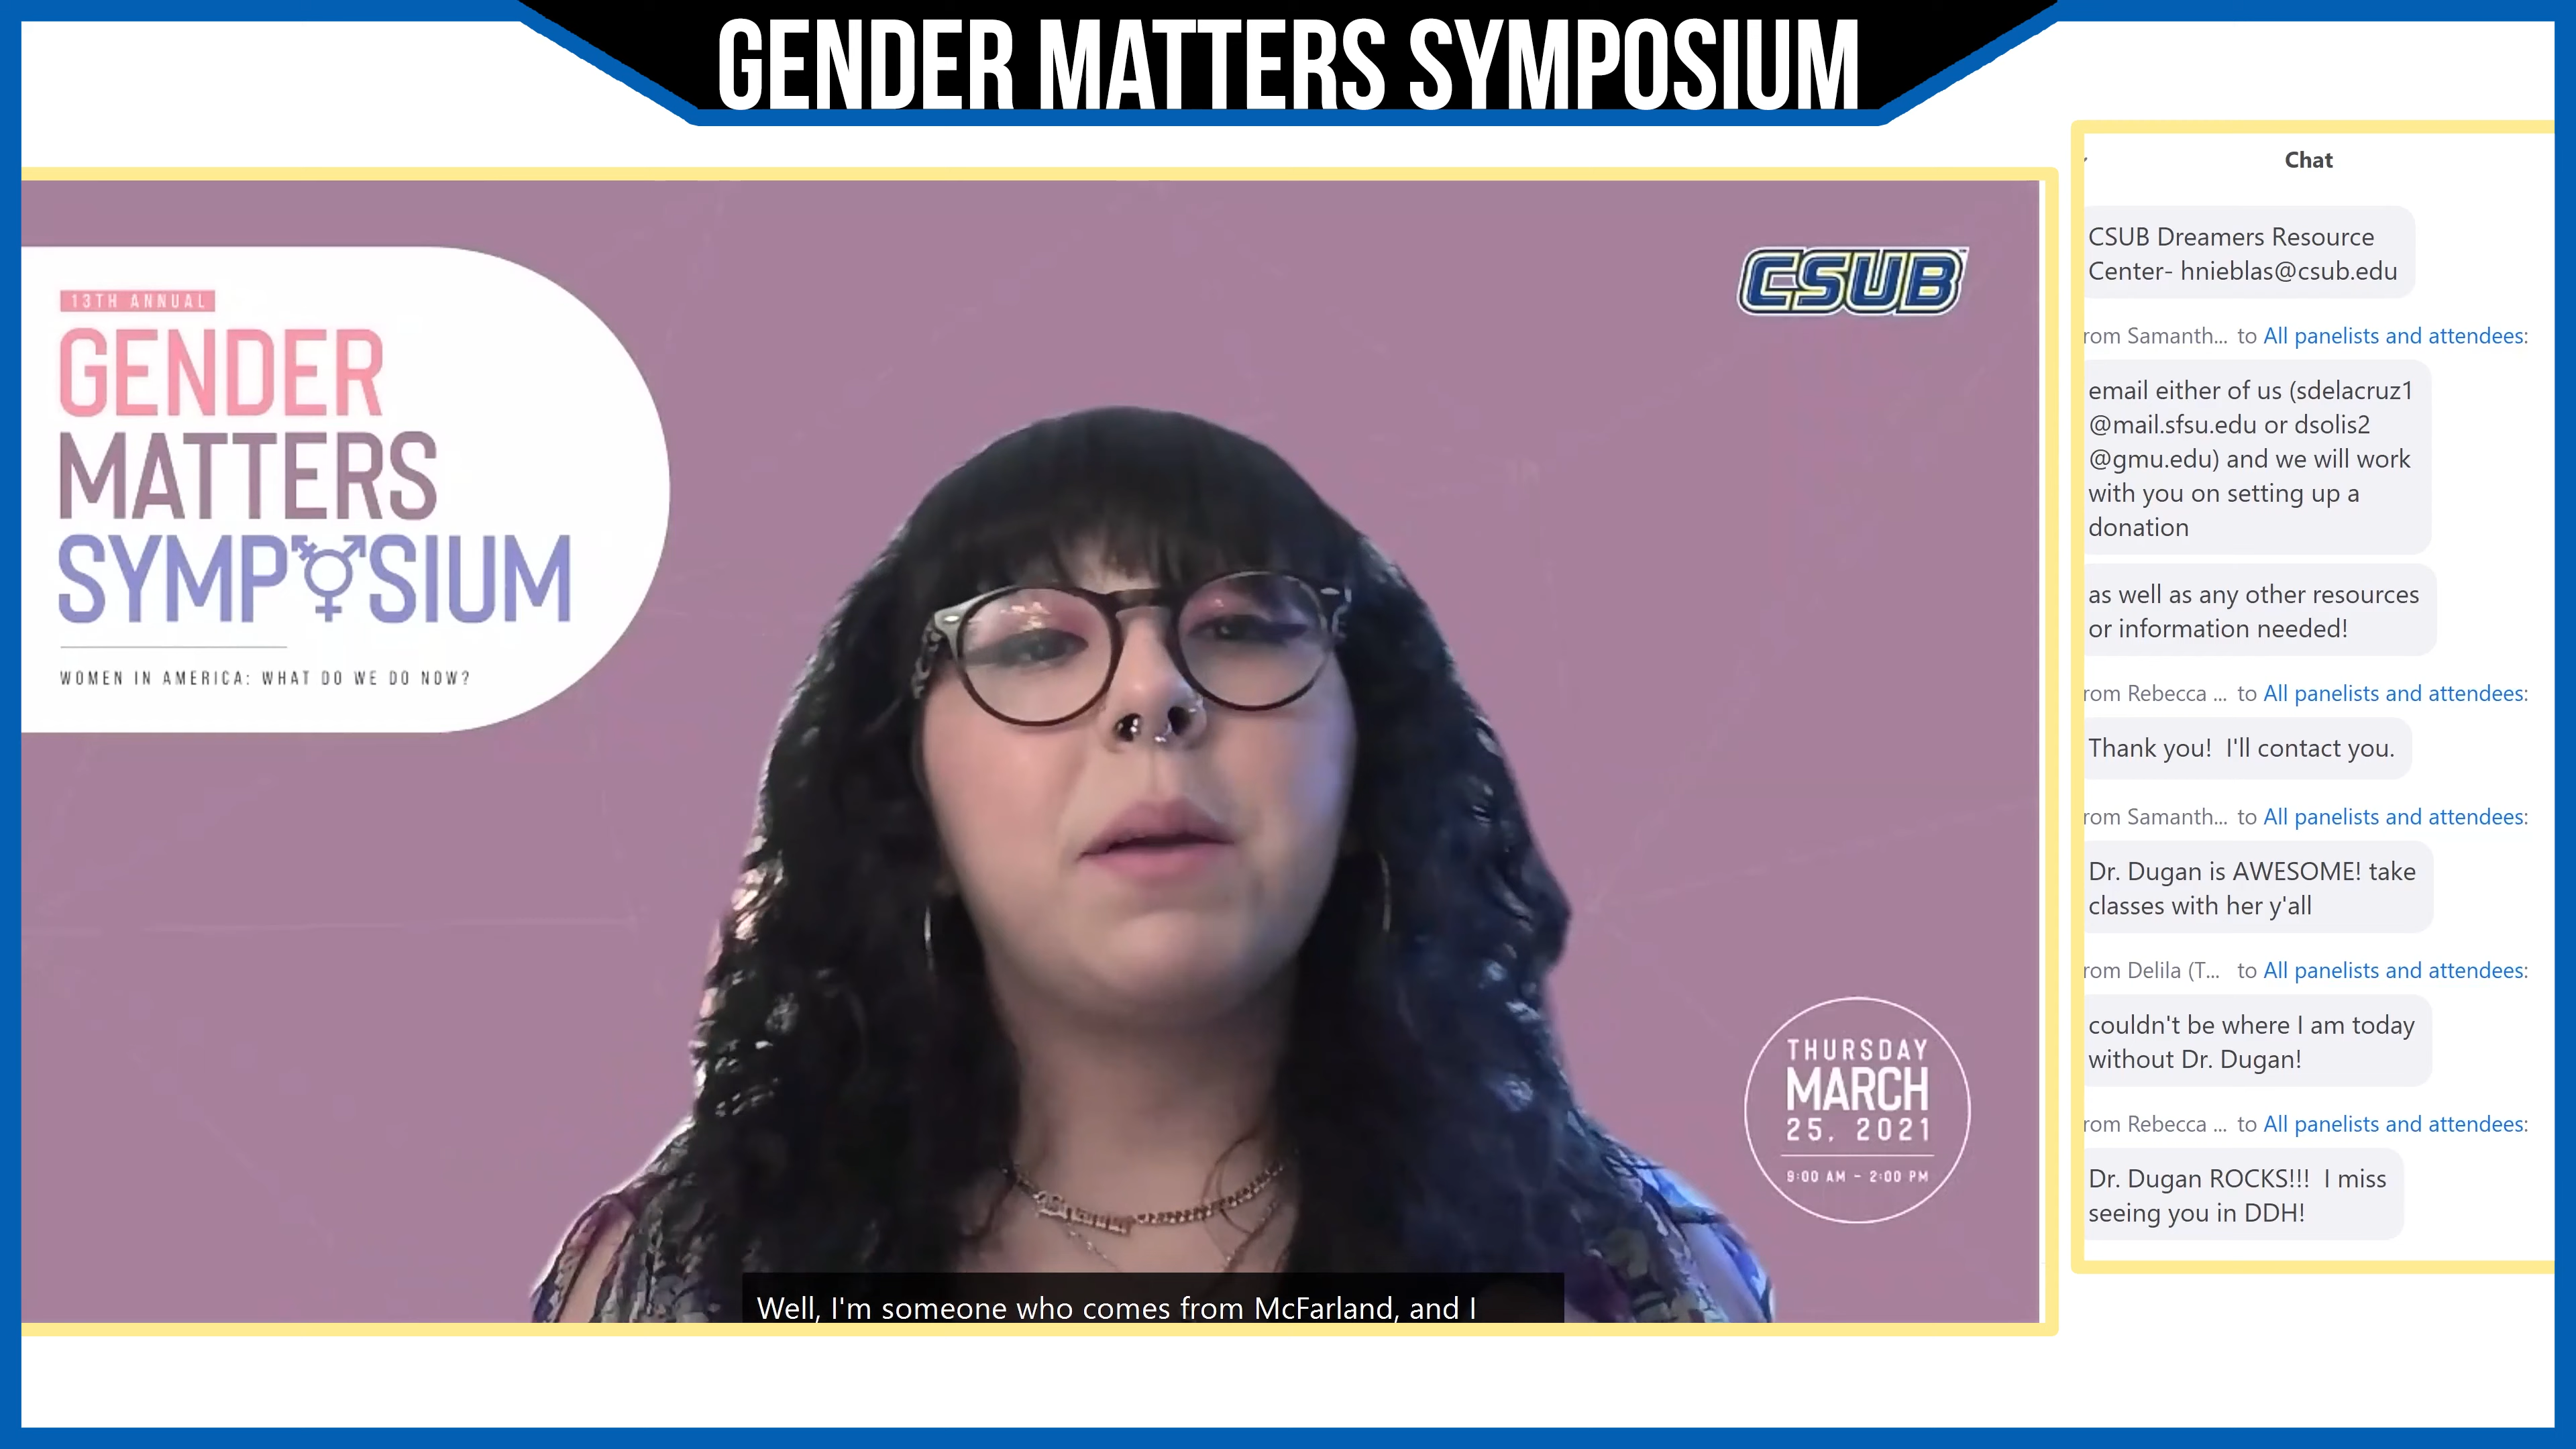 GENDER MATTERS SYMPOSIUM
13TH ANNUAL
GENDER
MATTERS
SYMPOSIUM
WOMEN IN AMERICA: WHAT DO WE DO NOW?
CSUB
THURSDAY
MARCH
25, 2021
9:00 AM - 2:00 PM
Well, I'm someone who comes from McFarland, and I
Chat
CSUB Dreamers Resource
Center- hnieblas@csub.edu
rom Samanth... to All panelists and attendees:
email either of us (sdelacruz1
@mail.sfsu.edu or dsolis2
@gmu.edu) and we will work
with you on setting up a
donation
as well as any other resources
or information needed!
rom Rebecca ... to All panelists and attendees:
Thank you!  I'll contact you.
rom Samanth... to All panelists and attendees:
Dr. Dugan is AWESOME! take
classes with her y'all
rom Delila (T... to All panelists and attendees:
couldn't be where I am today
without Dr. Dugan!
rom Rebecca ... to All panelists and attendees:
Dr. Dugan ROCKS!!!  I miss
seeing you in DDH!